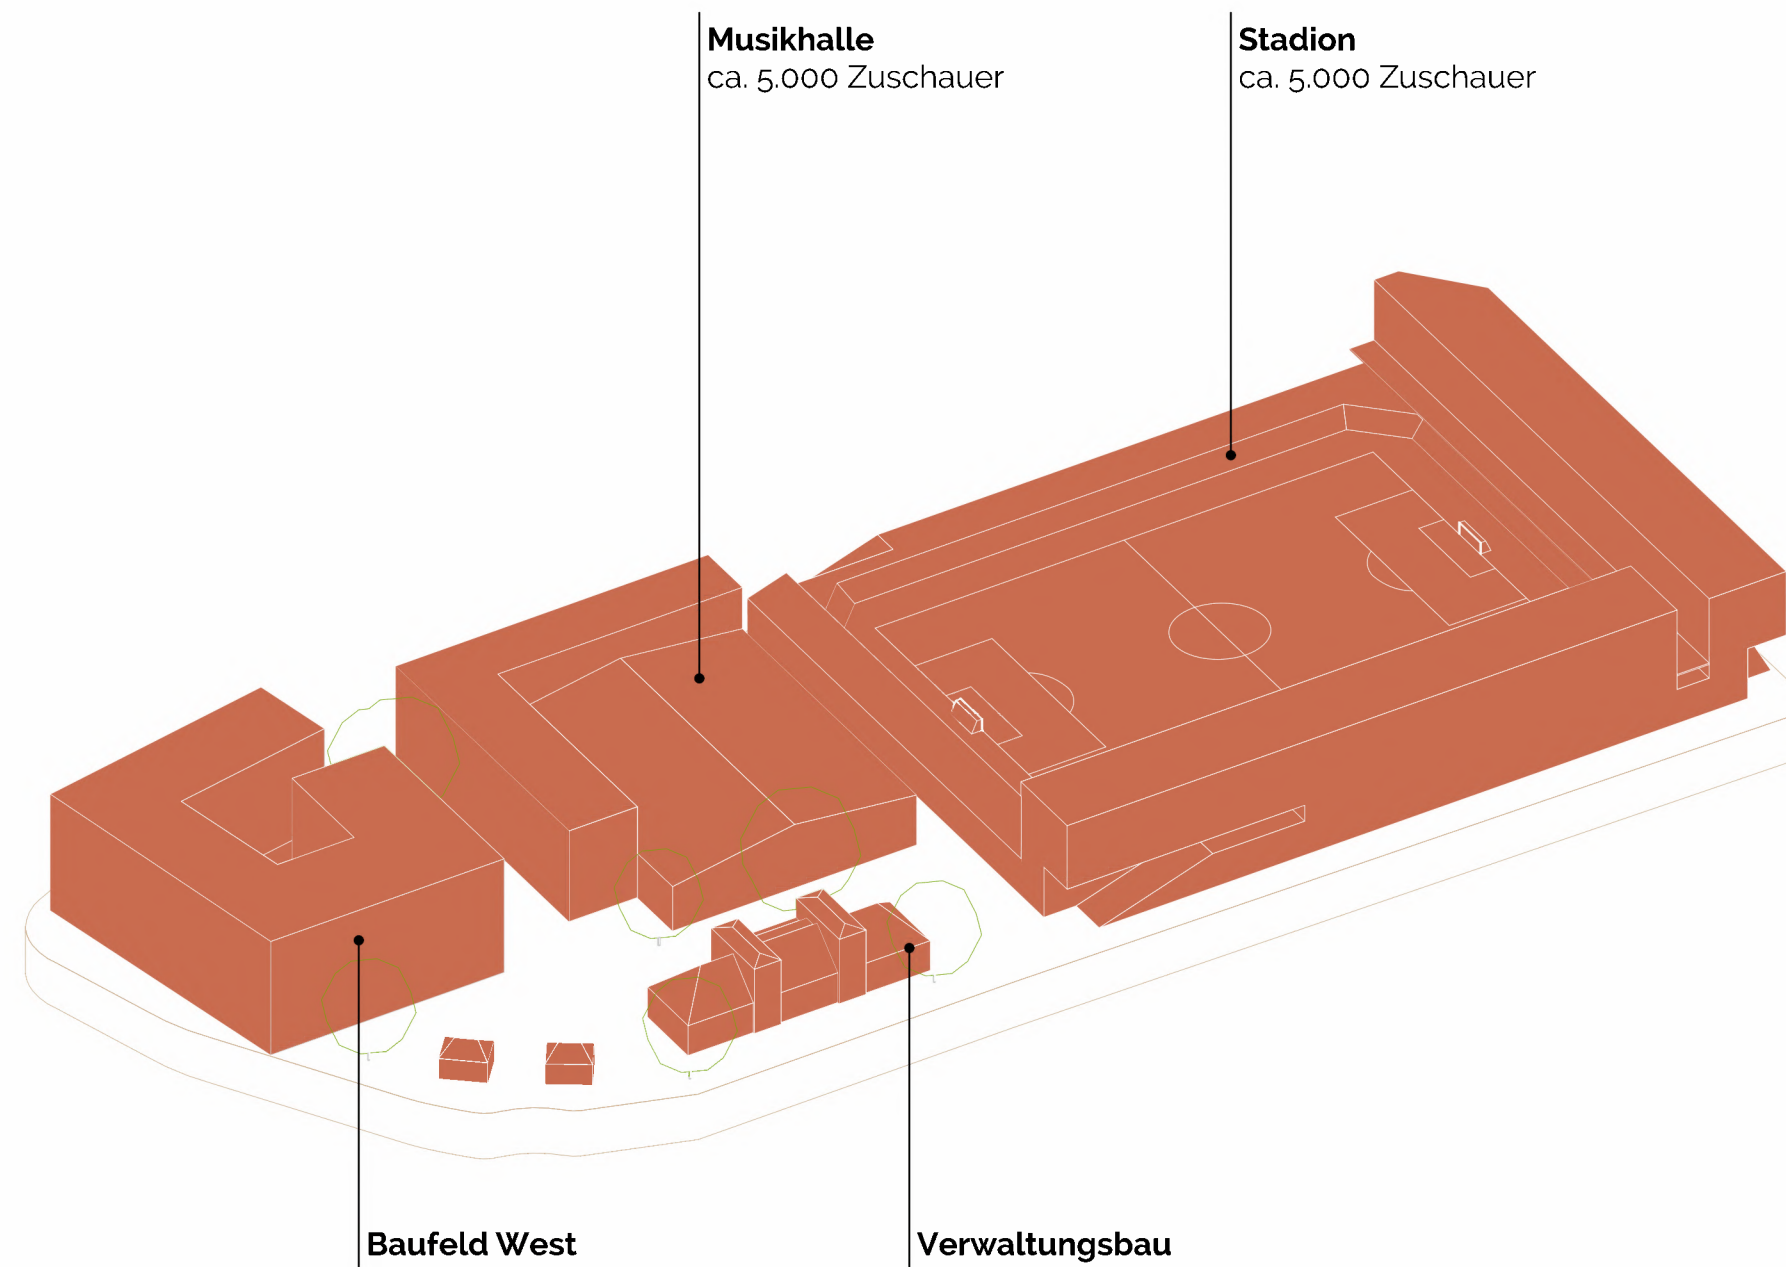 Musikhalle
ca. 5.000 Zuschauer
Stadion
ca. 5.000 Zuschauer
Baufeld West
Verwaltungsbau